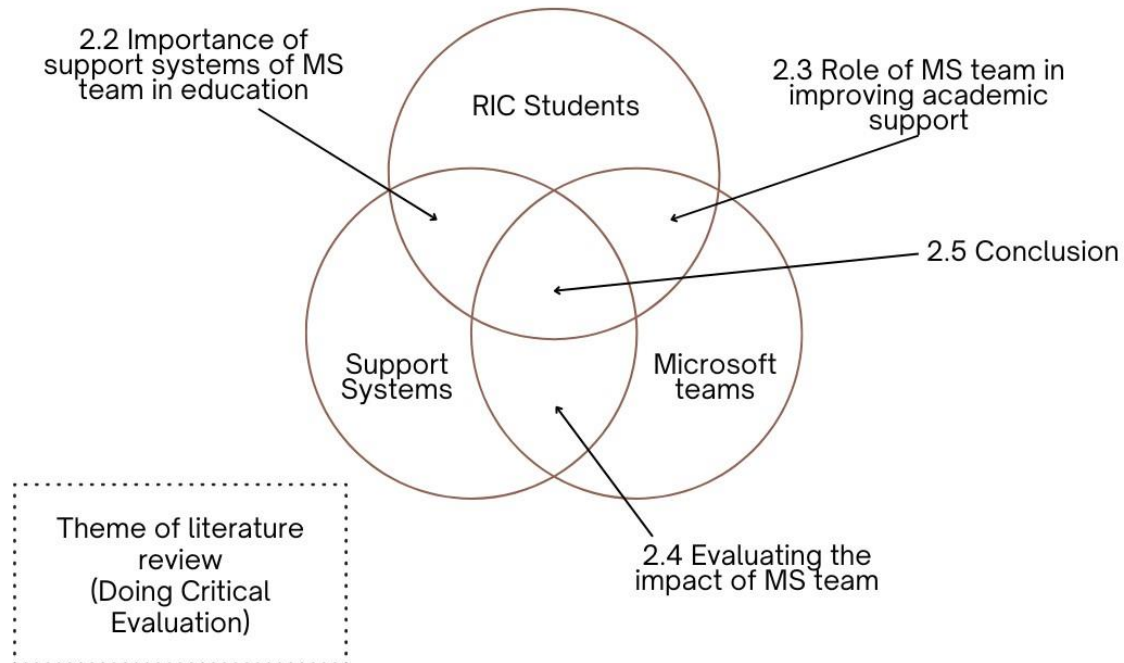 2.2 Importance of
support systems of MS
team in education
RIC Students
2.3 Role of MS team in
improving academic
support
2.5 Conclusion
Support
Systems
Microsoft
teams
2.4 Evaluating the
impact of MS team
Theme of literature
review
(Doing Critical
Evaluation)